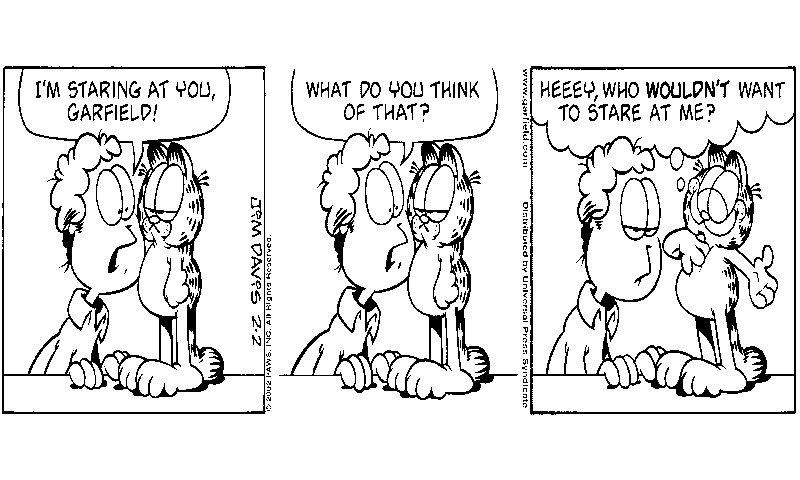 I'M STARING AT YOU,
GARFIELD!
JPM DAVIS 2-2
© 2002 PAWS, INC. All Rights Reserved.
WHAT DO YOU THINK
OF THAT?
www.garfield.com
Distributed by Universal Press Syndicate
HEEEY, WHO WOULDN'T WANT
TO STARE AT ME?